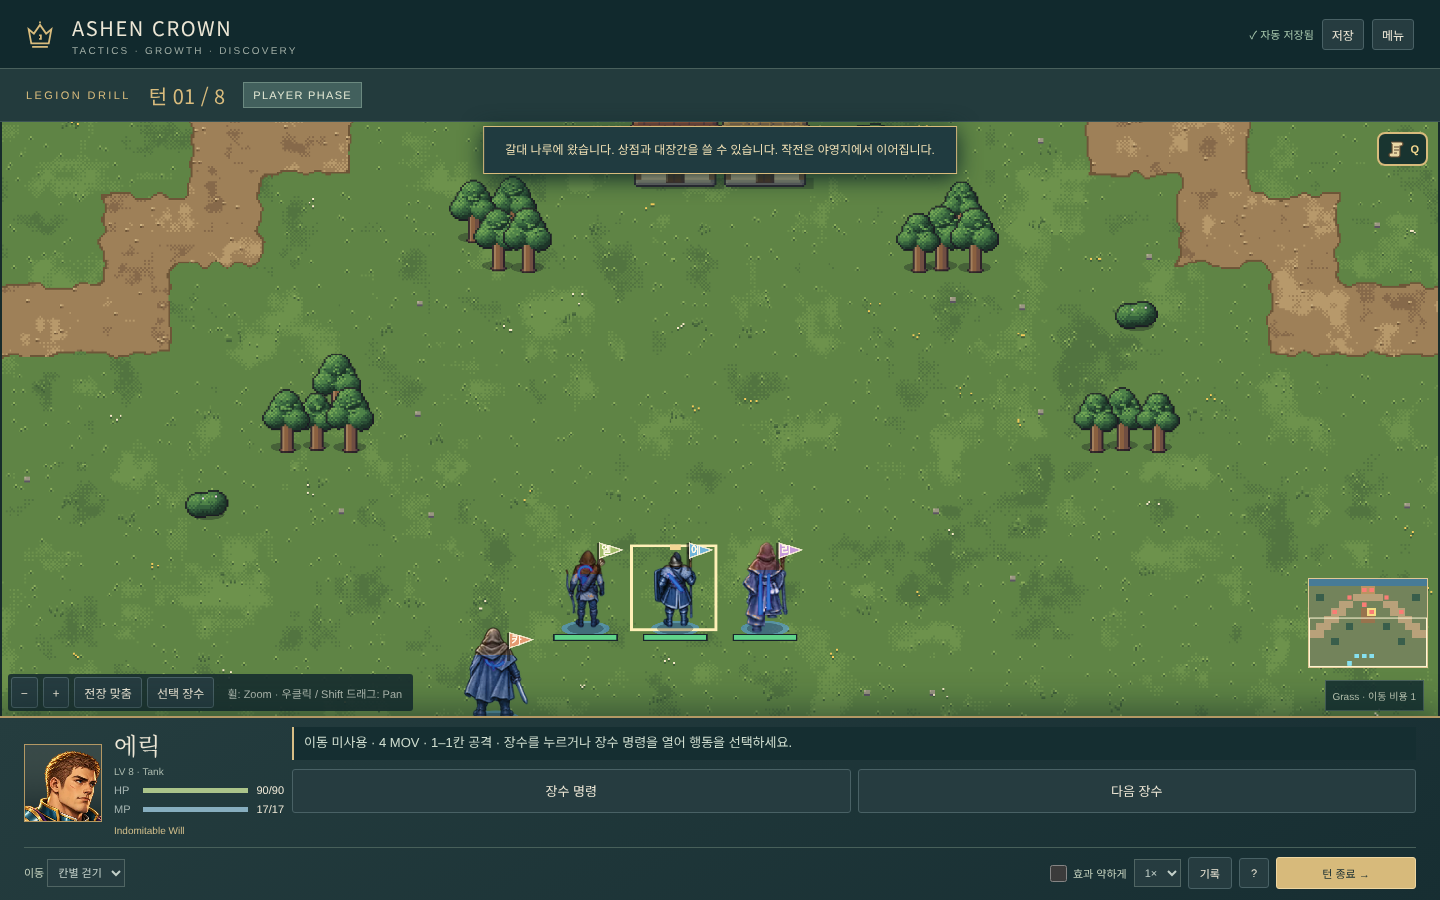 ASHEN CROWN
TACTICS · GROWTH · DISCOVERY
✓ 자동 저장됨
저장
메뉴
LEGION DRILL
턴 01 / 8
PLAYER PHASE
갈대 나루에 왔습니다. 상점과 대장간을 쓸 수 있습니다. 작전은 야영지에서 이어집니다.
Q
엘
에
리
카
−
+
전장 맞춤
선택 장수
휠: Zoom · 우클릭 / Shift 드래그: Pan
Grass · 이동 비용 1
에릭
LV 8 · Tank
HP 90/90
MP 17/17
Indomitable Will
이동 미사용 · 4 MOV · 1–1칸 공격 · 장수를 누르거나 장수 명령을 열어 행동을 선택하세요.
장수 명령
다음 장수
이동
칸별 걷기
효과 약하게
1×
기록
?
턴 종료 →